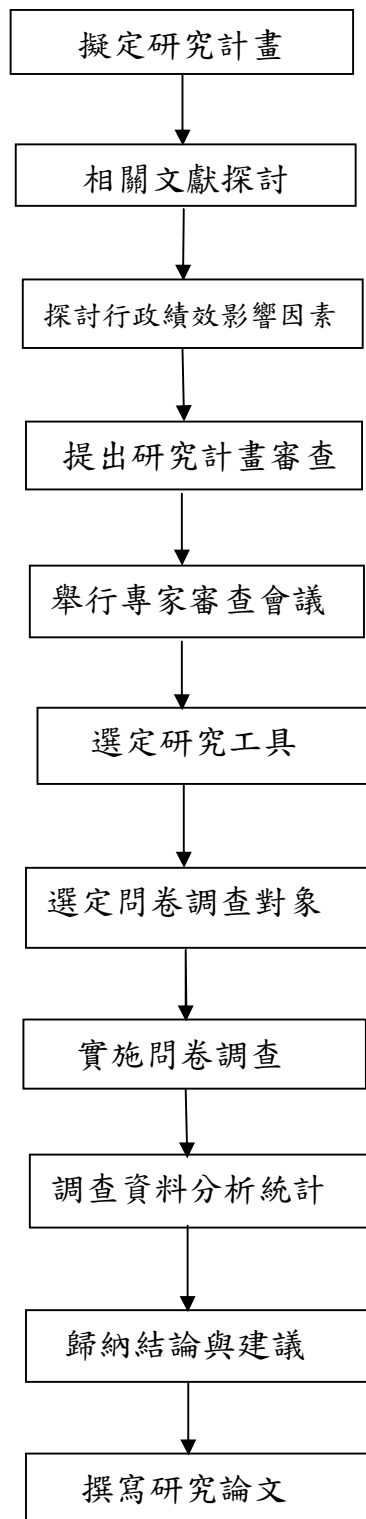 擬定研究計畫
相關文獻探討
探討行政績效影響因素
提出研究計畫審查
舉行專家審查會議
選定研究工具
選定問卷調查對象
實施問卷調查
調查資料分析統計
歸納結論與建議
撰寫研究論文